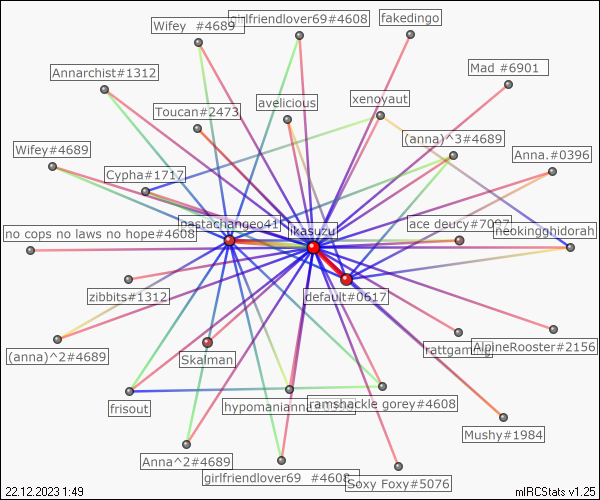 Wifey #4689
girlfriendlover69#4608
fakedingo
Annarchist#1312
Mad #6901
Toucan#2473
avelicious
xenoyaut
(anna)^3#4689
Wifey#4689
Cypha#1717
Anna.#0396
no cops no laws no hope#4608
pastachangeo41
ikasuzu
ace deucy#7097
neokingghidorah
zibbits#1312
default#0617
(anna)^2#4689
Skalman
AlpineRooster#2156
frisout
ramshackle gorey#4608
Mushy#1984
Anna^2#4689
girlfriendlover69 #4608
Soxy Foxy#5076
22.12.2023 1:49
mIRCStats v1.25